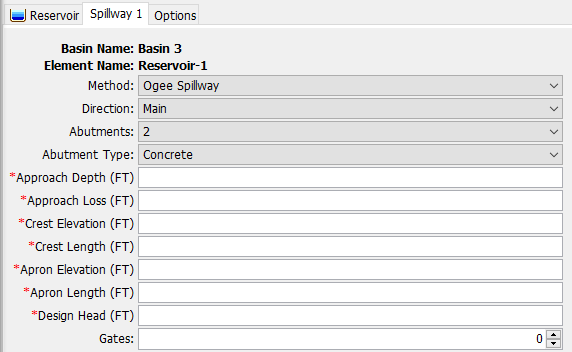 Reservoir Spillway 1 Options
Basin Name: Basin 3
Element Name: Reservoir-1
Method: Ogee Spillway
Direction: Main
Abutments: 2
Abutment Type: Concrete
*Approach Depth (FT)
*Approach Loss (FT)
*Crest Elevation (FT)
*Crest Length (FT)
*Apron Elevation (FT)
*Apron Length (FT)
*Design Head (FT)
Gates: 0